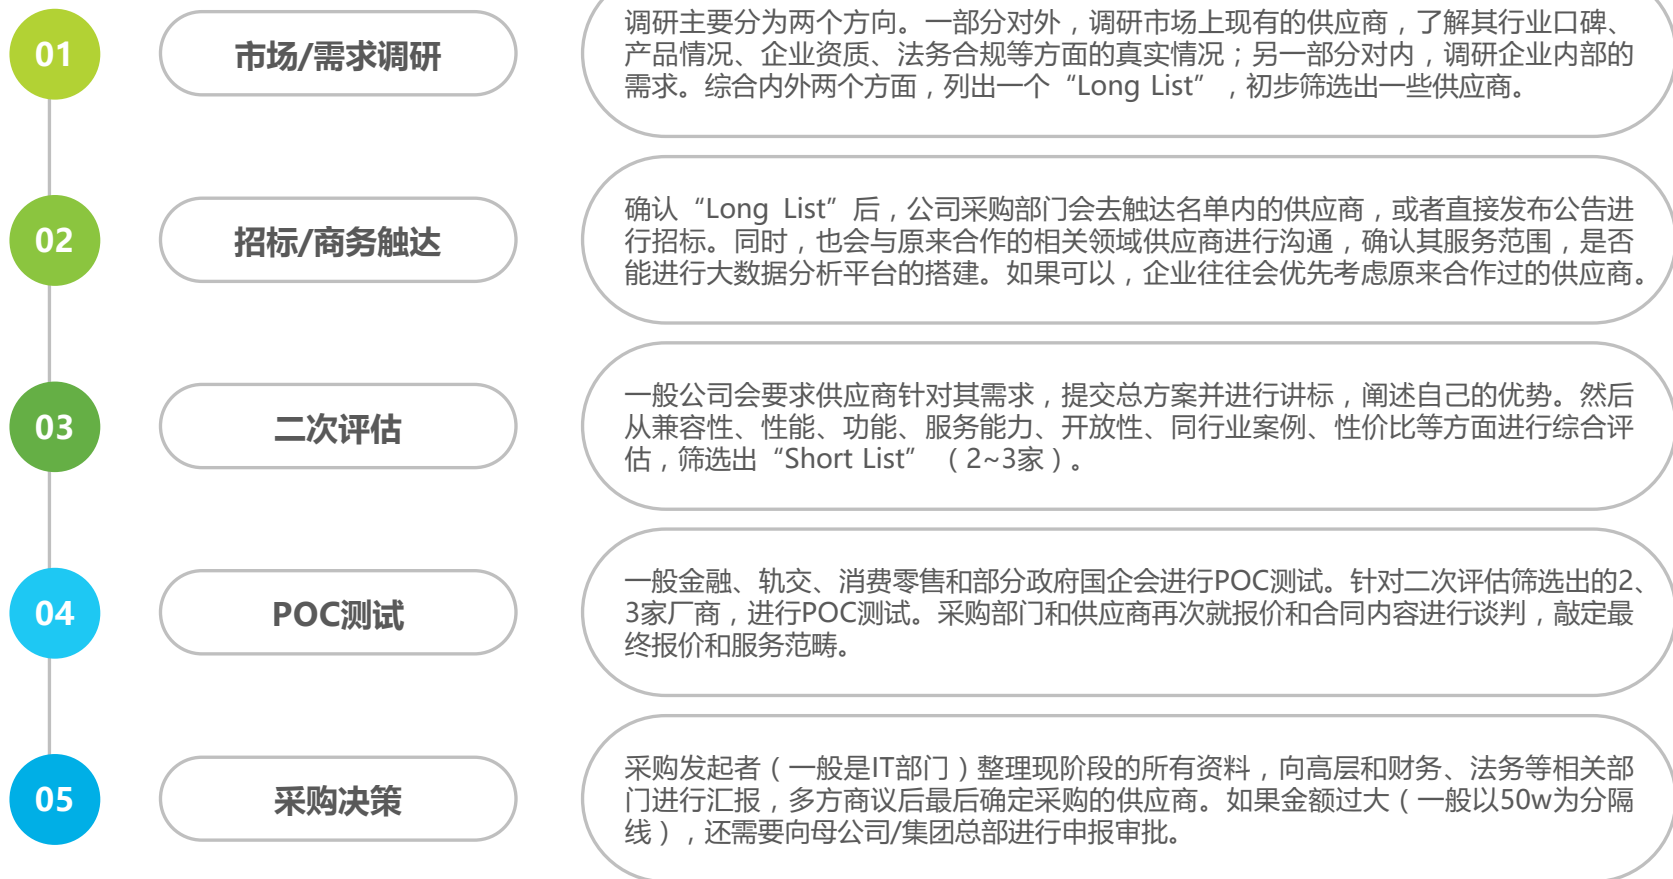 01
市场/需求调研
调研主要分为两个方向。一部分对外，调研市场上现有的供应商，了解其行业口碑、
产品情况、企业资质、法务合规等方面的真实情况；另一部分对内，调研企业内部的
需求。综合内外两个方面，列出一个“Long List”，初步筛选出一些供应商。
02
招标/商务触达
确认“Long List”后，公司采购部门会去触达名单内的供应商，或者直接发布公告进
行招标。同时，也会与原来合作的相关领域供应商进行沟通，确认其服务范围，是否
能进行大数据分析平台的搭建。如果可以，企业往往会优先考虑原来合作过的供应商。
03
二次评估
一般公司会要求供应商针对其需求，提交总方案并进行讲标，阐述自己的优势。然后
从兼容性、性能、功能、服务能力、开放性、同行业案例、性价比等方面进行综合评
估，筛选出“Short List”（2~3家）。
04
POC测试
一般金融、轨交、消费零售和部分政府国企会进行POC测试。针对二次评估筛选出的2、
3家厂商，进行POC测试。采购部门和供应商再次就报价和合同内容进行谈判，敲定最
终报价和服务范畴。
05
采购决策
采购发起者（一般是IT部门）整理现阶段的所有资料，向高层和财务、法务等相关部
门进行汇报，多方商议后最后确定采购的供应商。如果金额过大（一般以50w为分隔
线），还需要向母公司/集团总部进行申报审批。